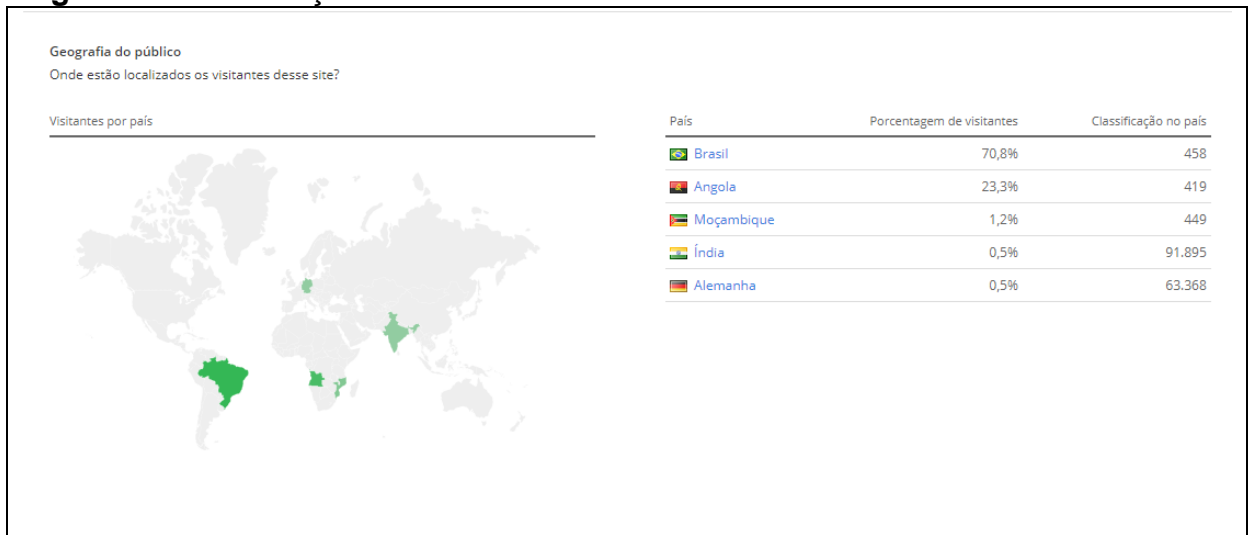 Geografia do público
Onde estão localizados os visitantes desse site?
Visitantes por país
País Porcentagem de visitantes Classificação no país
Brasil 70,8% 458
Angola 23,3% 419
Moçambique 1,2% 449
Índia 0,5% 91.895
Alemanha 0,5% 63.368